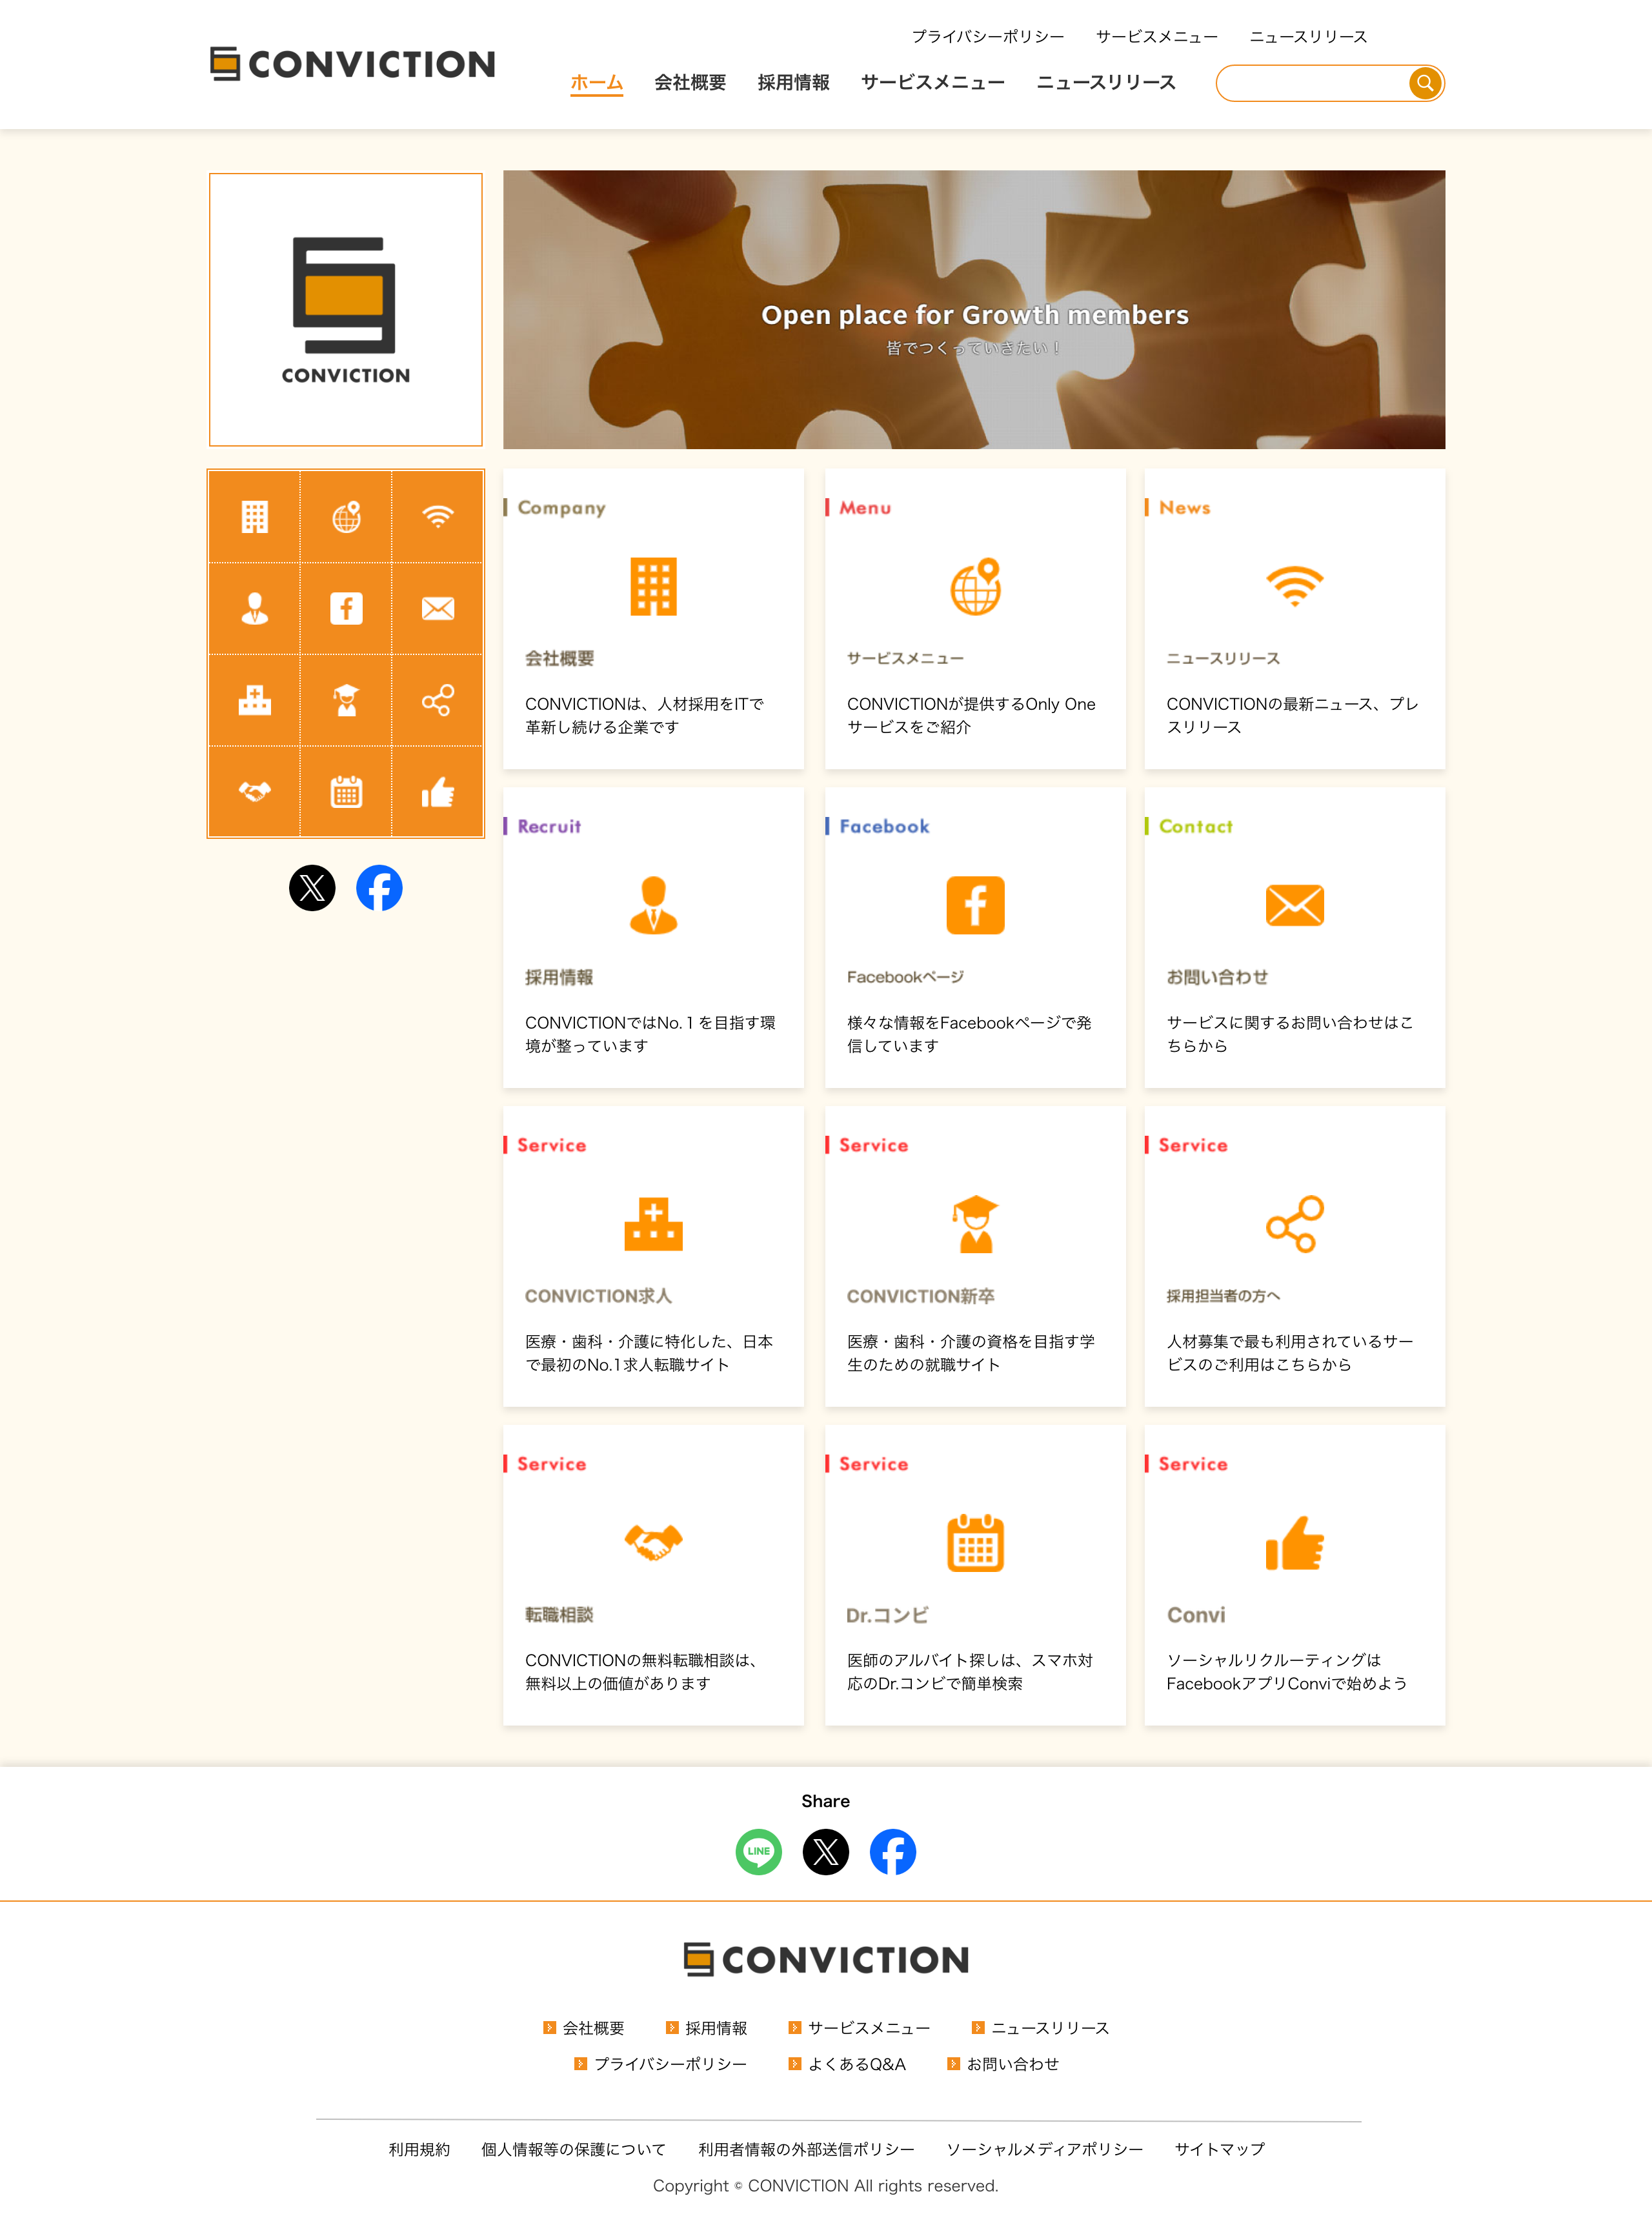 CONVICTION
プライバシーポリシー サービスメニュー ニュースリリース
ホーム 会社概要 採用情報 サービスメニュー ニュースリリース
CONVICTION
Open place for Growth members
皆でつくっていきたい！
Company
会社概要
CONVICTIONは、人材採用をITで
革新し続ける企業です
Menu
サービスメニュー
CONVICTIONが提供するOnly One
サービスをご紹介
News
ニュースリリース
CONVICTIONの最新ニュース、プレ
スリリース
Recruit
採用情報
CONVICTIONではNo.１を目指す環
境が整っています
Facebook
Facebookページ
様々な情報をFacebookページで発
信しています
Contact
お問い合わせ
サービスに関するお問い合わせはこ
ちらから
Service
CONVICTION求人
医療・歯科・介護に特化した、日本
で最初のNo.1求人転職サイト
Service
CONVICTION新卒
医療・歯科・介護の資格を目指す学
生のための就職サイト
Service
採用担当者の方へ
人材募集で最も利用されているサー
ビスのご利用はこちらから
Service
転職相談
CONVICTIONの無料転職相談は、
無料以上の価値があります
Service
Dr.コンビ
医師のアルバイト探しは、スマホ対
応のDr.コンビで簡単検索
Service
Convi
ソーシャルリクルーティングは
FacebookアプリConviで始めよう
Share
LINE
CONVICTION
会社概要 採用情報 サービスメニュー ニュースリリース
プライバシーポリシー よくあるQ&A お問い合わせ
利用規約 個人情報等の保護について 利用者情報の外部送信ポリシー ソーシャルメディアポリシー サイトマップ
Copyright © CONVICTION All rights reserved.